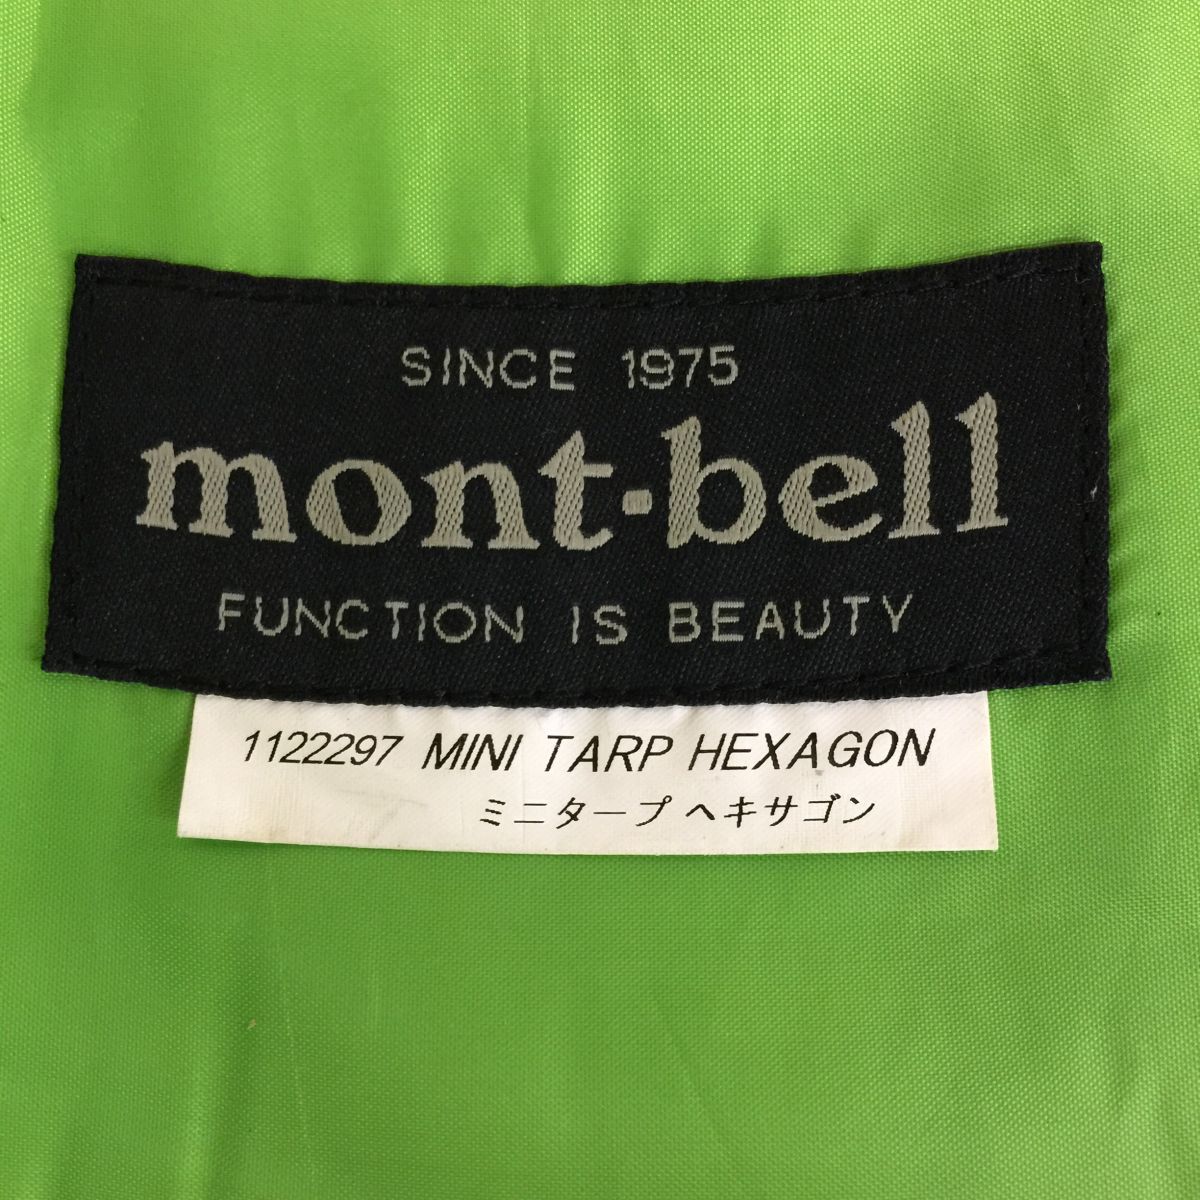 SINCE 1975
mont-bell
FUNCTION IS BEAUTY
1122297 MINI TARP HEXAGON
ミニタープ ヘキサゴン